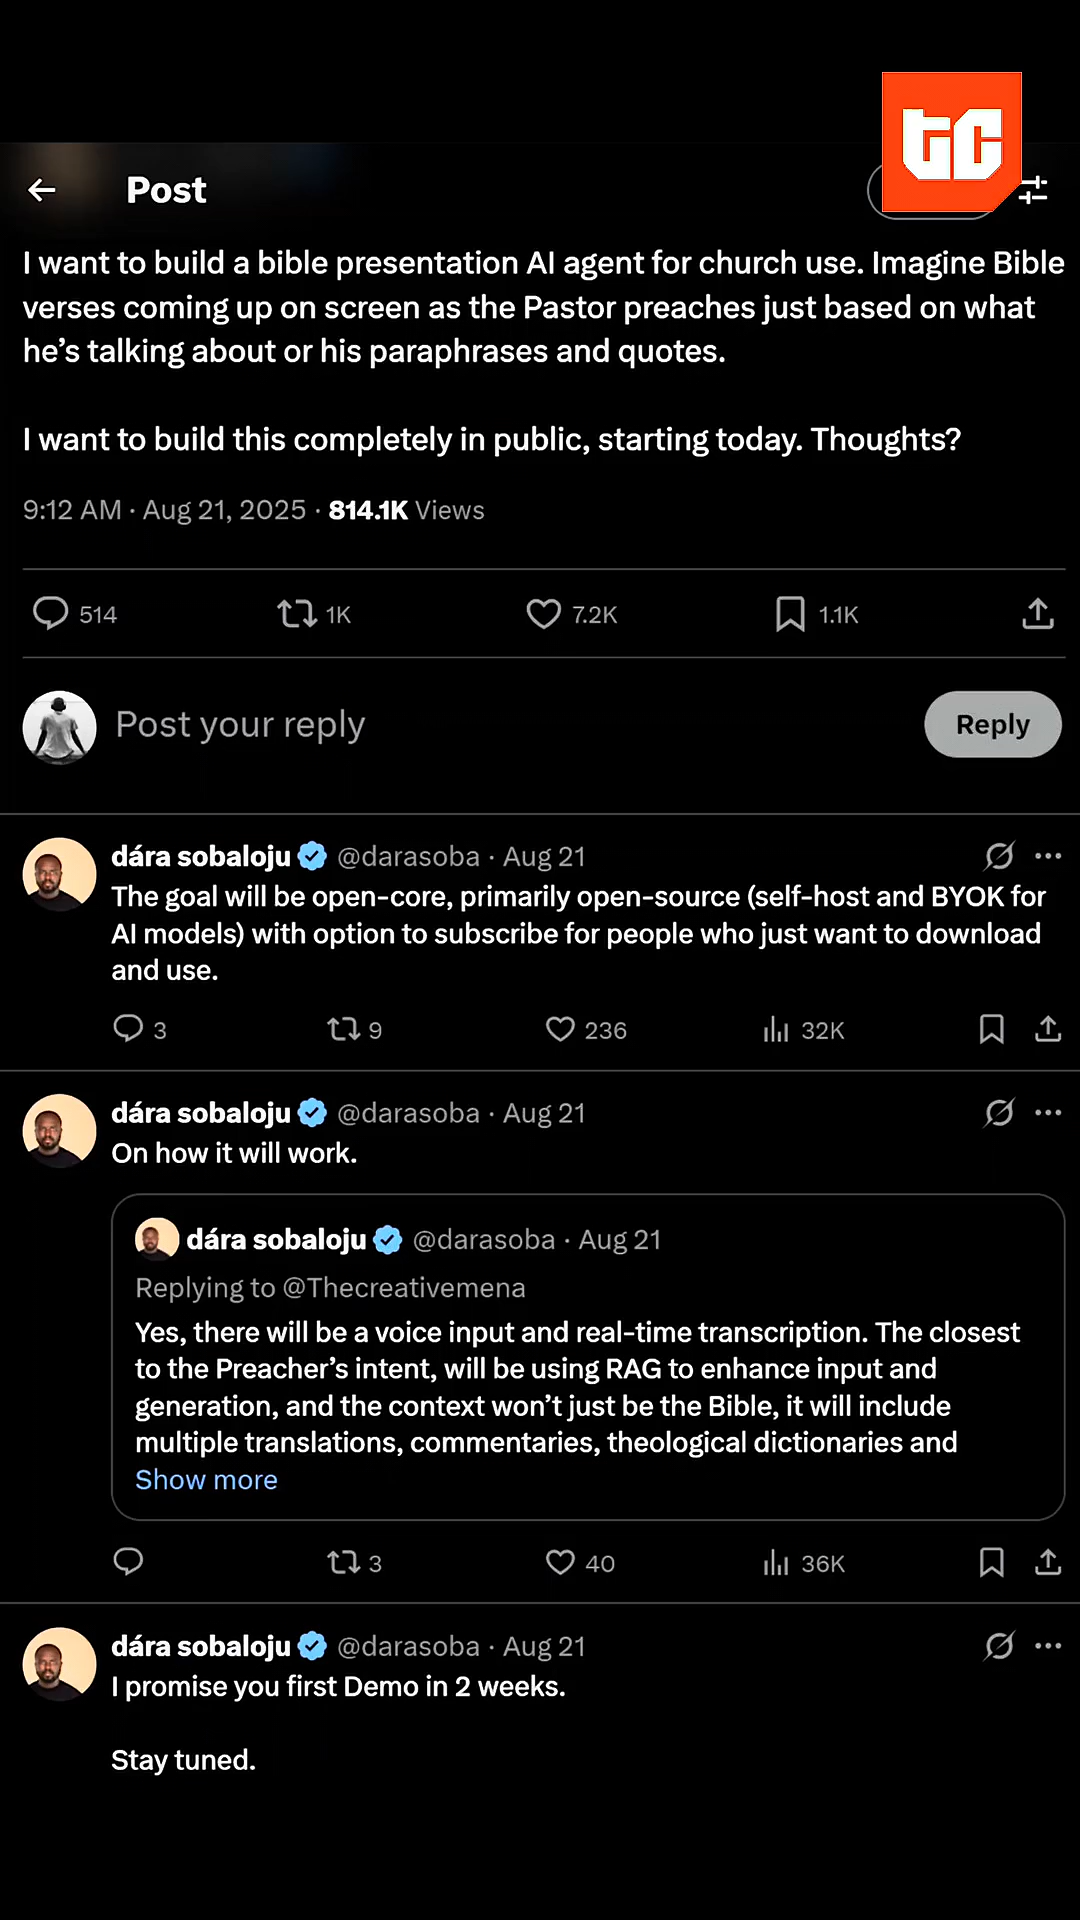 tc
Post
I want to build a bible presentation AI agent for church use. Imagine Bible
verses coming up on screen as the Pastor preaches just based on what
he's talking about or his paraphrases and quotes.
I want to build this completely in public, starting today. Thoughts?
9:12 AM · Aug 21, 2025 · 814.1K Views
514 1K 7.2K 1.1K
Post your reply
Reply
dára sobaloju @darasoba · Aug 21
The goal will be open-core, primarily open-source (self-host and BYOK for
AI models) with option to subscribe for people who just want to download
and use.
3 9 236 32K
dára sobaloju @darasoba · Aug 21
On how it will work.
dára sobaloju @darasoba · Aug 21
Replying to @Thecreativemena
Yes, there will be a voice input and real-time transcription. The closest
to the Preacher's intent, will be using RAG to enhance input and
generation, and the context won't just be the Bible, it will include
multiple translations, commentaries, theological dictionaries and
Show more
3 40 36K
dára sobaloju @darasoba · Aug 21
I promise you first Demo in 2 weeks.
Stay tuned.